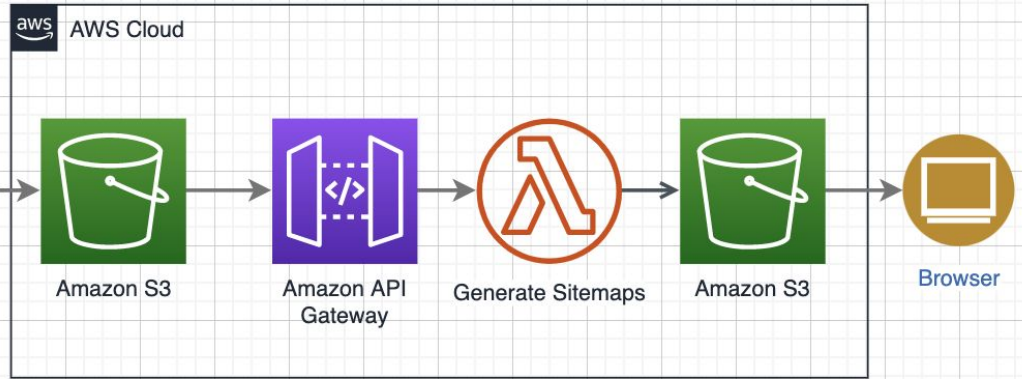 aws
AWS Cloud
</>
Amazon S3
Amazon API
Gateway
Generate Sitemaps
Amazon S3
Browser